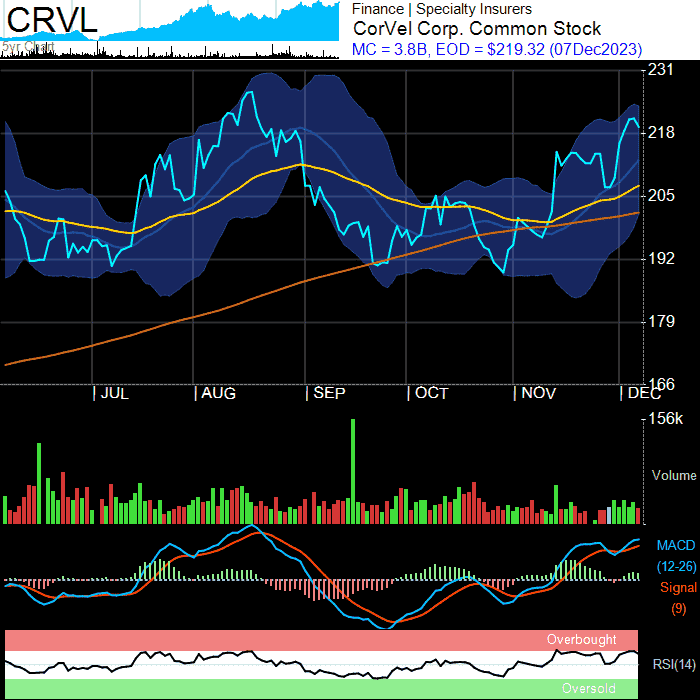 CRVL
5yr Chart
Finance | Specialty Insurers
CorVel Corp. Common Stock
MC = 3.8B, EOD = $219.32 (07Dec2023)
231
218
205
192
179
166
| JUL
| AUG
| SEP
| OCT
| NOV
| DEC
156k
Volume
MACD
(12-26)
Signal
(9)
Overbought
RSI(14)
Oversold